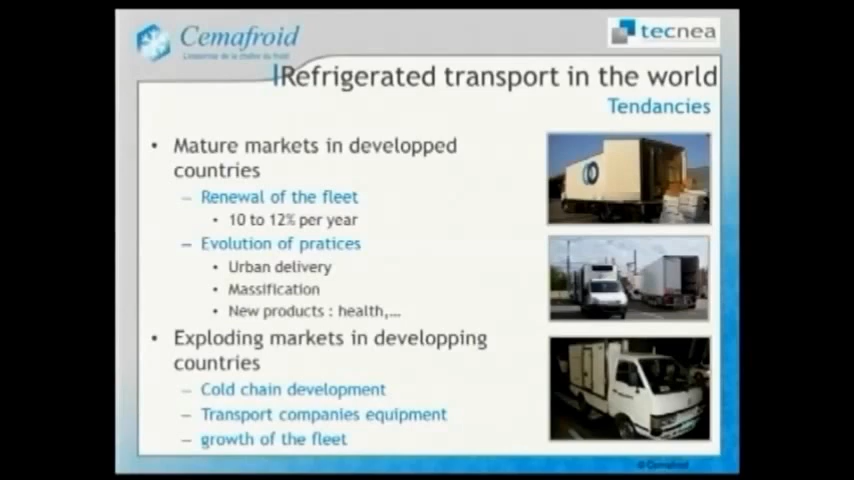 Cemafroid
tecnea
Refrigerated transport in the world
Tendancies
• Mature markets in developped
countries
– Renewal of the fleet
• 10 to 12% per year
– Evolution of pratices
• Urban delivery
• Massification
• New products : health,...
• Exploding markets in developping
countries
– Cold chain development
– Transport companies equipment
– growth of the fleet
© Cemafroid